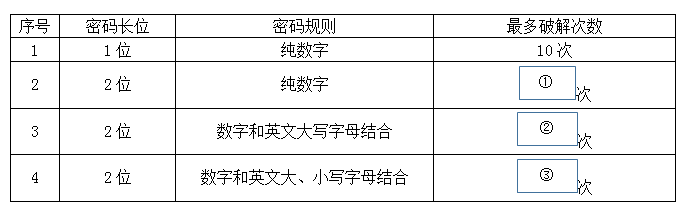 序号 密码长位 密码规则 最多破解次数
1 1 位 纯数字 10 次
2 2 位 纯数字 ① 次
3 2 位 数字和英文大写字母结合 ② 次
4 2 位 数字和英文大、小写字母结合 ③ 次